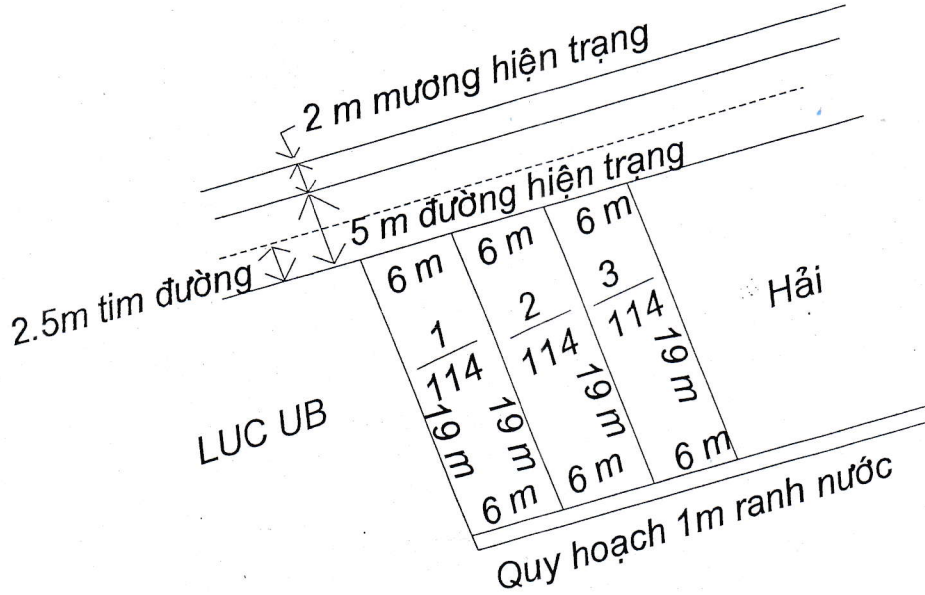 2 m mương hiện trạng
5 m đường hiện trạng
2.5m tim đường
6 m
6 m
6 m
1
114
2
114
3
114
Hải
LUC UB
19 m
19 m
19 m
19 m
6 m
6 m
6 m
Quy hoạch 1m ranh nước